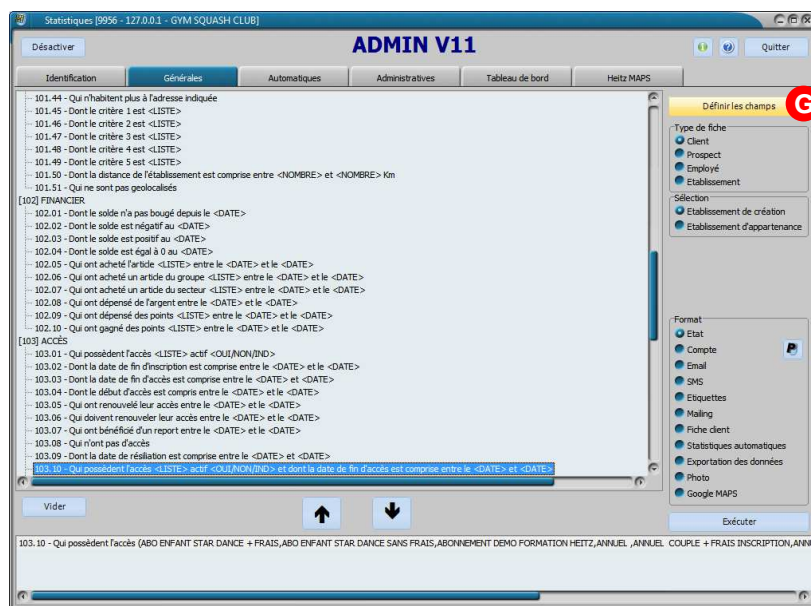 Statistiques [9956 - 127.0.0.1 - GYM SQUASH CLUB]
Désactiver
ADMIN V11
Quitter
Identification
Générales
Automatiques
Administratives
Tableau de bord
Heitz MAPS
101.44 - Qui n'habitent plus à l'adresse indiquée
101.45 - Dont le critère 1 est <LISTE>
101.46 - Dont le critère 2 est <LISTE>
101.47 - Dont le critère 3 est <LISTE>
101.48 - Dont le critère 4 est <LISTE>
101.49 - Dont le critère 5 est <LISTE>
101.50 - Dont la distance de l'établissement est comprise entre <NOMBRE> et <NOMBRE> Km
101.51 - Qui ne sont pas geolocalisés
[102] FINANCIER
102.01 - Dont le solde n'a pas bougé depuis le <DATE>
102.02 - Dont le solde est négatif au <DATE>
102.03 - Dont le solde est positif au <DATE>
102.04 - Dont le solde est égal à 0 au <DATE>
102.05 - Qui ont acheté l'article <LISTE> entre le <DATE> et le <DATE>
102.06 - Qui ont acheté un article du groupe <LISTE> entre le <DATE> et le <DATE>
102.07 - Qui ont acheté un article du secteur <LISTE> entre le <DATE> et le <DATE>
102.08 - Qui ont dépensé de l'argent entre le <DATE> et le <DATE>
102.09 - Qui ont dépensé des points <LISTE> entre le <DATE> et le <DATE>
102.10 - Qui ont gagné des points <LISTE> entre le <DATE> et le <DATE>
[103] ACCÈS
103.01 - Qui possèdent l'accès <LISTE> actif <OUI/NON/IND>
103.02 - Dont la date de fin d'inscription est comprise entre le <DATE> et le <DATE>
103.03 - Dont la date de fin d'accès est comprise entre le <DATE> et le <DATE>
103.04 - Dont le début d'accès est compris entre le <DATE> et le <DATE>
103.05 - Qui ont renouvelé leur accès entre le <DATE> et le <DATE>
103.06 - Qui doivent renouveler leur accès entre le <DATE> et le <DATE>
103.07 - Qui ont bénéficié d'un report entre le <DATE> et le <DATE>
103.08 - Qui n'ont pas d'accès
103.09 - Dont la date de résiliation est comprise entre le <DATE> et <DATE>
103.10 - Qui possèdent l'accès <LISTE> actif <OUI/NON/IND> et dont la date de fin d'accès est comprise entre le <DATE> et <DATE>
Définir les champs
G
Type de fiche
Client
Prospect
Employé
Etablissement
Sélection
Etablissement de création
Etablissement d'appartenance
Format
Etat
Compte
Email
SMS
Etiquettes
Mailing
Fiche client
Statistiques automatiques
Exportation des données
Photo
Google MAPS
Vider
Exécuter
103.10 - Qui possèdent l'accès (ABO ENFANT STAR DANCE + FRAIS,ABO ENFANT STAR DANCE SANS FRAIS,ABONNEMENT DEMO FORMATION HEITZ,ANNUEL ,ANNUEL COUPLE + FRAIS INSCRIPTION,ANN